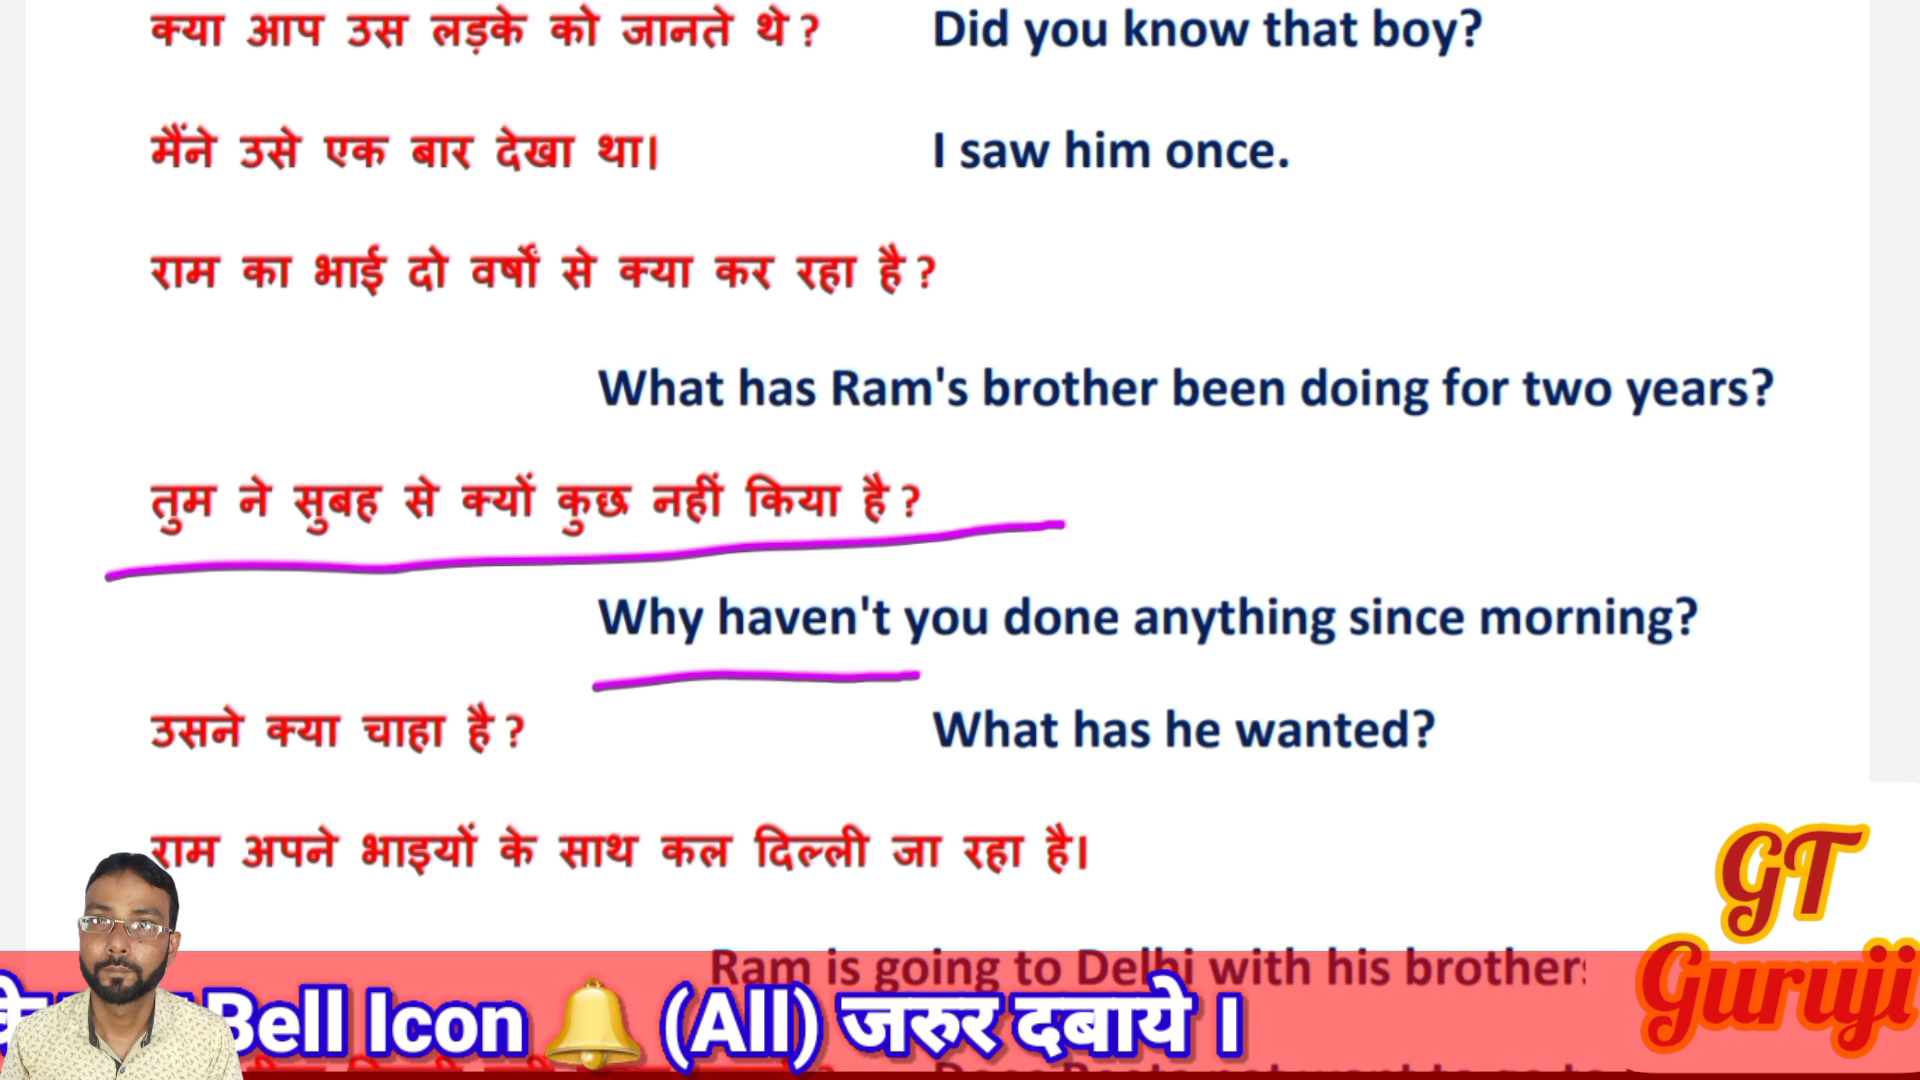 क्या आप उस लड़के को जानते थे ? Did you know that boy?
मैंने उसे एक बार देखा था। I saw him once.
राम का भाई दो वर्षों से क्या कर रहा है ?
What has Ram's brother been doing for two years?
तुम ने सुबह से क्यों कुछ नहीं किया है ?
Why haven't you done anything since morning?
उसने क्या चाहा है ? What has he wanted?
राम अपने भाइयों के साथ कल दिल्ली जा रहा है।
Ram is going to Delhi with his brothers
Bell Icon 🔔 (All) जरुर दबाये ।
GT
Guruji